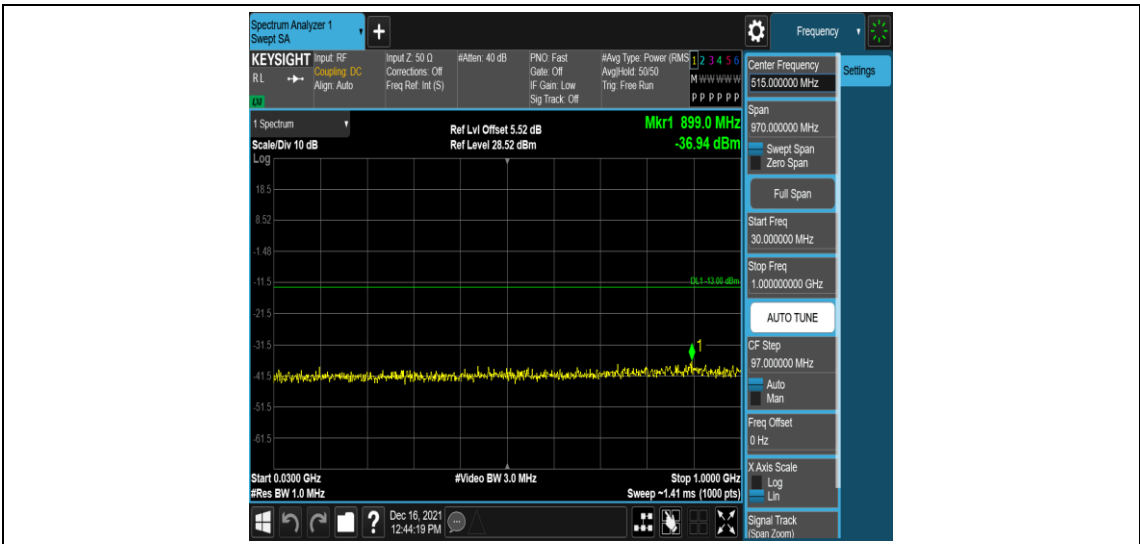 Spectrum Analyzer 1
Swept SA
Frequency
KEYSIGHT
RL
LXI
Input: RF
Coupling: DC
Align: Auto
Input Z: 50 Ω
Corrections: Off
Freq Ref: Int (S)
#Atten: 40 dB
PNO: Fast
Gate: Off
IF Gain: Low
Sig Track: Off
#Avg Type: Power (RMS
Avg|Hold: 50/50
Trig: Free Run
1 2 3 4 5 6
M W W W W W
P P P P P P
1 Spectrum
Scale/Div 10 dB
Ref Lvl Offset 5.52 dB
Ref Level 28.52 dBm
Mkr1 899.0 MHz
-36.94 dBm
Log
18.5
8.52
-1.48
-11.5
DL1 -13.00 dBm
-21.5
-31.5
1
-41.5
-51.5
-61.5
Start 0.0300 GHz
#Res BW 1.0 MHz
#Video BW 3.0 MHz
Stop 1.0000 GHz
Sweep ~1.41 ms (1000 pts)
?
Dec 16, 2021
12:44:19 PM
Center Frequency
515.000000 MHz
Settings
Span
970.000000 MHz
Swept Span
Zero Span
Full Span
Start Freq
30.000000 MHz
Stop Freq
1.000000000 GHz
AUTO TUNE
CF Step
97.000000 MHz
Auto
Man
Freq Offset
0 Hz
X Axis Scale
Log
Lin
Signal Track
(Span Zoom)